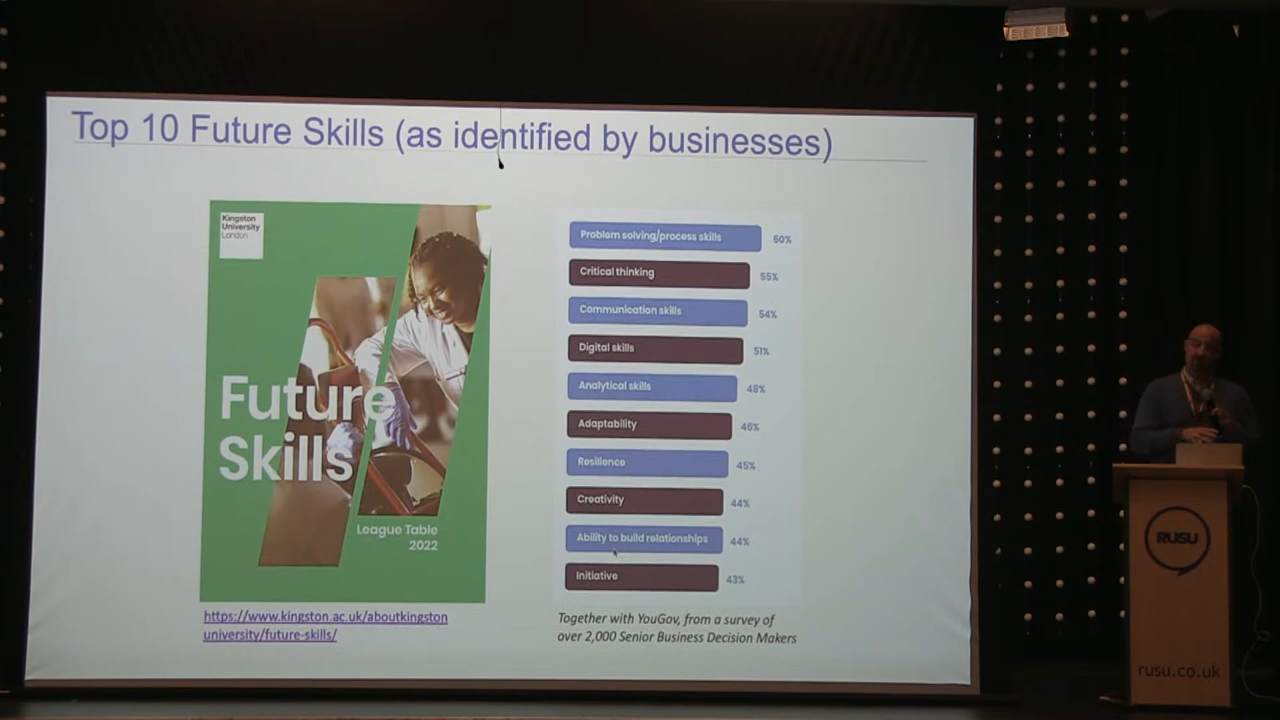 Top 10 Future Skills (as identified by businesses)
Kingston
University
London
Future
Skills
League Table
2022
https://www.kingston.ac.uk/aboutkingston
university/future-skills/
Problem solving/process skills 60%
Critical thinking 55%
Communication skills 54%
Digital skills 51%
Analytical skills 48%
Adaptability 46%
Resilience 45%
Creativity 44%
Ability to build relationships 44%
Initiative 43%
Together with YouGov, from a survey of
over 2,000 Senior Business Decision Makers
RUSU
rusu.co.uk